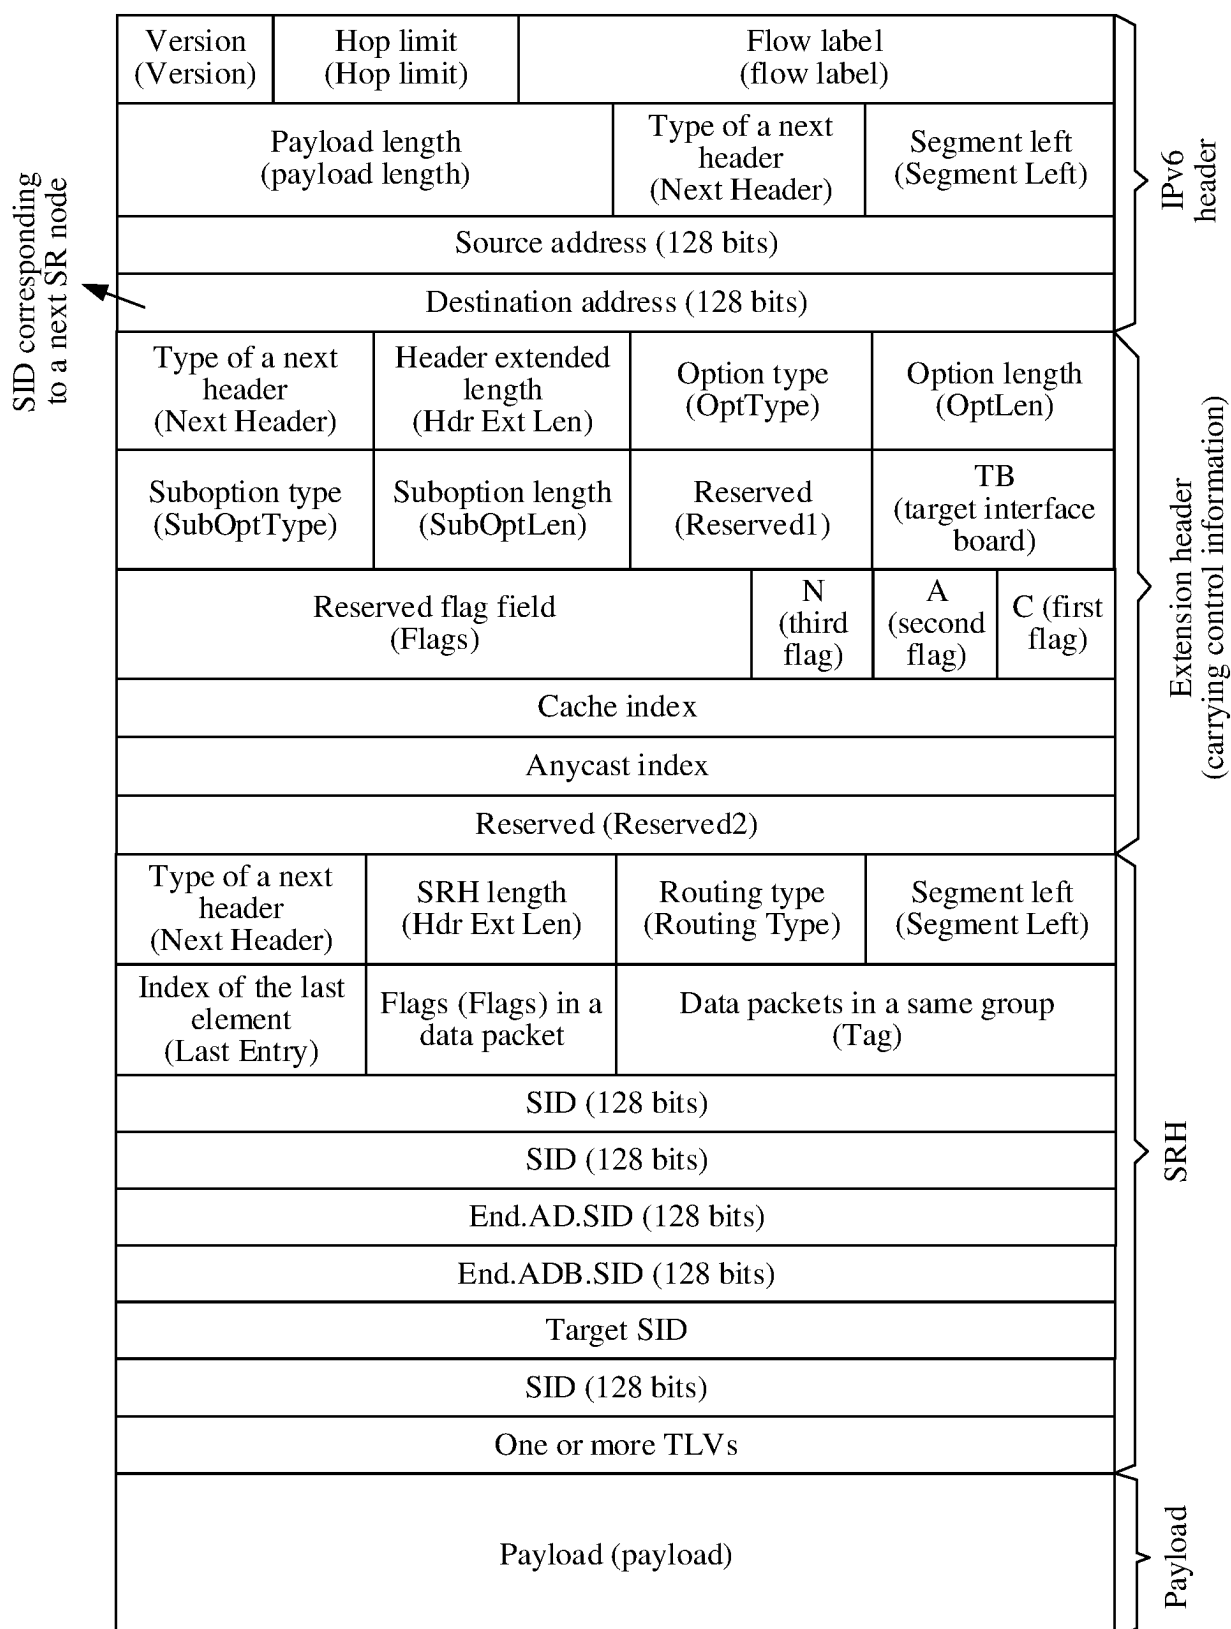 Version
(Version)
Hop limit
(Hop limit)
Flow label
(flow label)
Payload length
(payload length)
Type of a next
header
(Next Header)
Segment left
(Segment Left)
Source address (128 bits)
Destination address (128 bits)
IPv6
header
SID corresponding
to a next SR node
Type of a next
header
(Next Header)
Header extended
length
(Hdr Ext Len)
Option type
(OptType)
Option length
(OptLen)
Suboption type
(SubOptType)
Suboption length
(SubOptLen)
Reserved
(Reserved1)
TB
(target interface
board)
Reserved flag field
(Flags)
N
(third
flag)
A
(second
flag)
C (first
flag)
Cache index
Anycast index
Reserved (Reserved2)
Extension header
(carrying control information)
Type of a next
header
(Next Header)
SRH length
(Hdr Ext Len)
Routing type
(Routing Type)
Segment left
(Segment Left)
Index of the last
element
(Last Entry)
Flags (Flags) in a
data packet
Data packets in a same group
(Tag)
SID (128 bits)
SID (128 bits)
End.AD.SID (128 bits)
End.ADB.SID (128 bits)
Target SID
SID (128 bits)
One or more TLVs
SRH
Payload (payload)
Payload